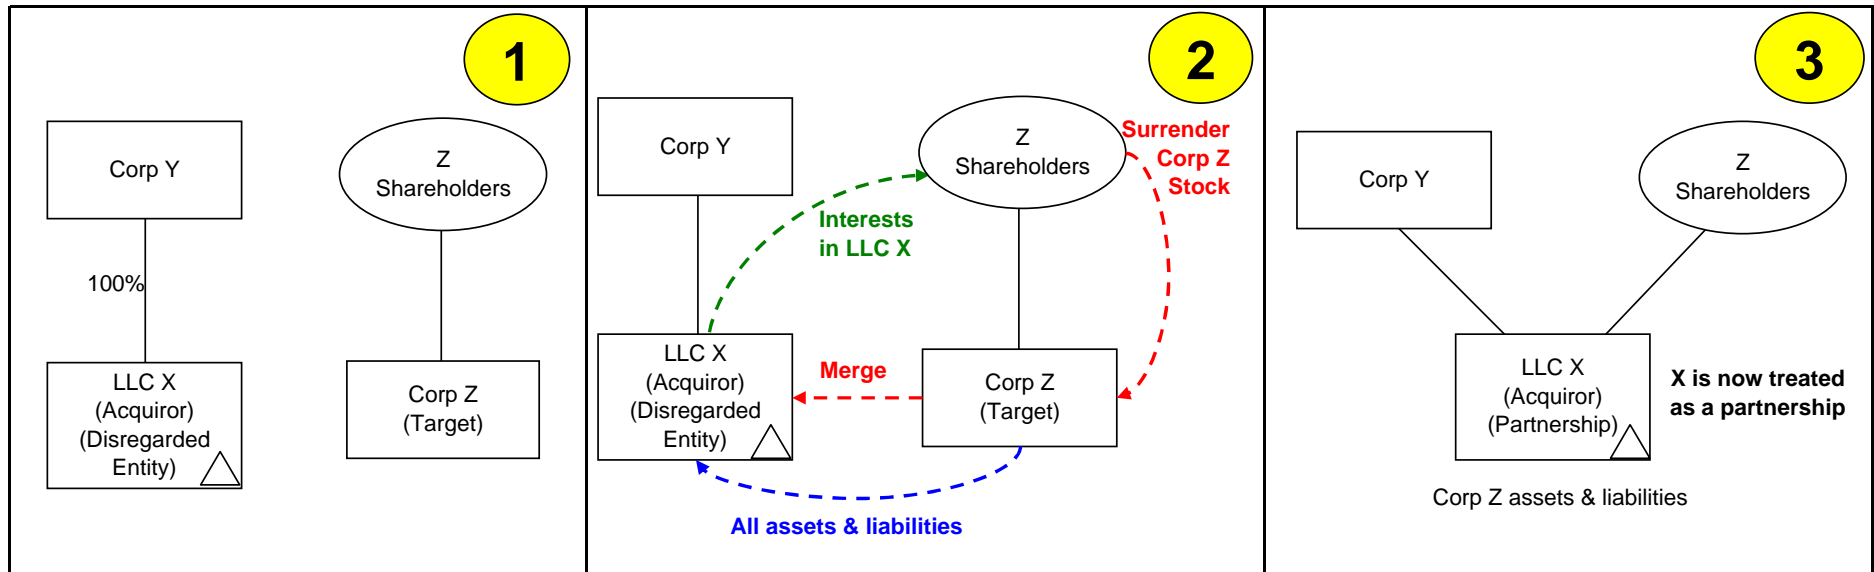 1
Corp Y
Z
Shareholders
100%
LLC X
(Acquiror)
(Disregarded
Entity)
Corp Z
(Target)
2
Corp Y
Z
Shareholders
Surrender
Corp Z
Stock
Interests
in LLC X
LLC X
(Acquiror)
(Disregarded
Entity)
Merge
Corp Z
(Target)
All assets & liabilities
3
Corp Y
Z
Shareholders
LLC X
(Acquiror)
(Partnership)
X is now treated
as a partnership
Corp Z assets & liabilities